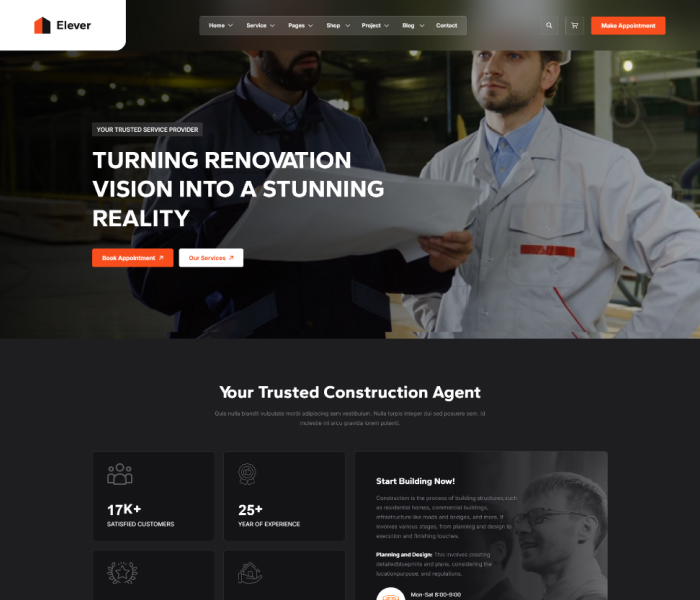 Elever
Home
Service
Pages
Shop
Project
Blog
Contact
Make Appointment
YOUR TRUSTED SERVICE PROVIDER
TURNING RENOVATION
VISION INTO A STUNNING
REALITY
Book Appointment
Our Services
Your Trusted Construction Agent
Quis nulla blandit vulputate morbi adipiscing sem vestibulum. Nulla turpis integer dui sed posuere sem. Id
molestie mi arcu gravida lorem potenti.
17K+
SATISFIED CUSTOMERS
25+
YEAR OF EXPERIENCE
Start Building Now!
Construction is the process of building structures,such
as residential homes, commercial buildings,
infrastructure like roads and bridges, and more. It
involves various stages, from planning and design to
execution and finishing touches.
Planning and Design: This involves creating
detailedblueprints and plans, considering the
locationpurpose, and regulations.
Mon-Sat 8:00-9:00